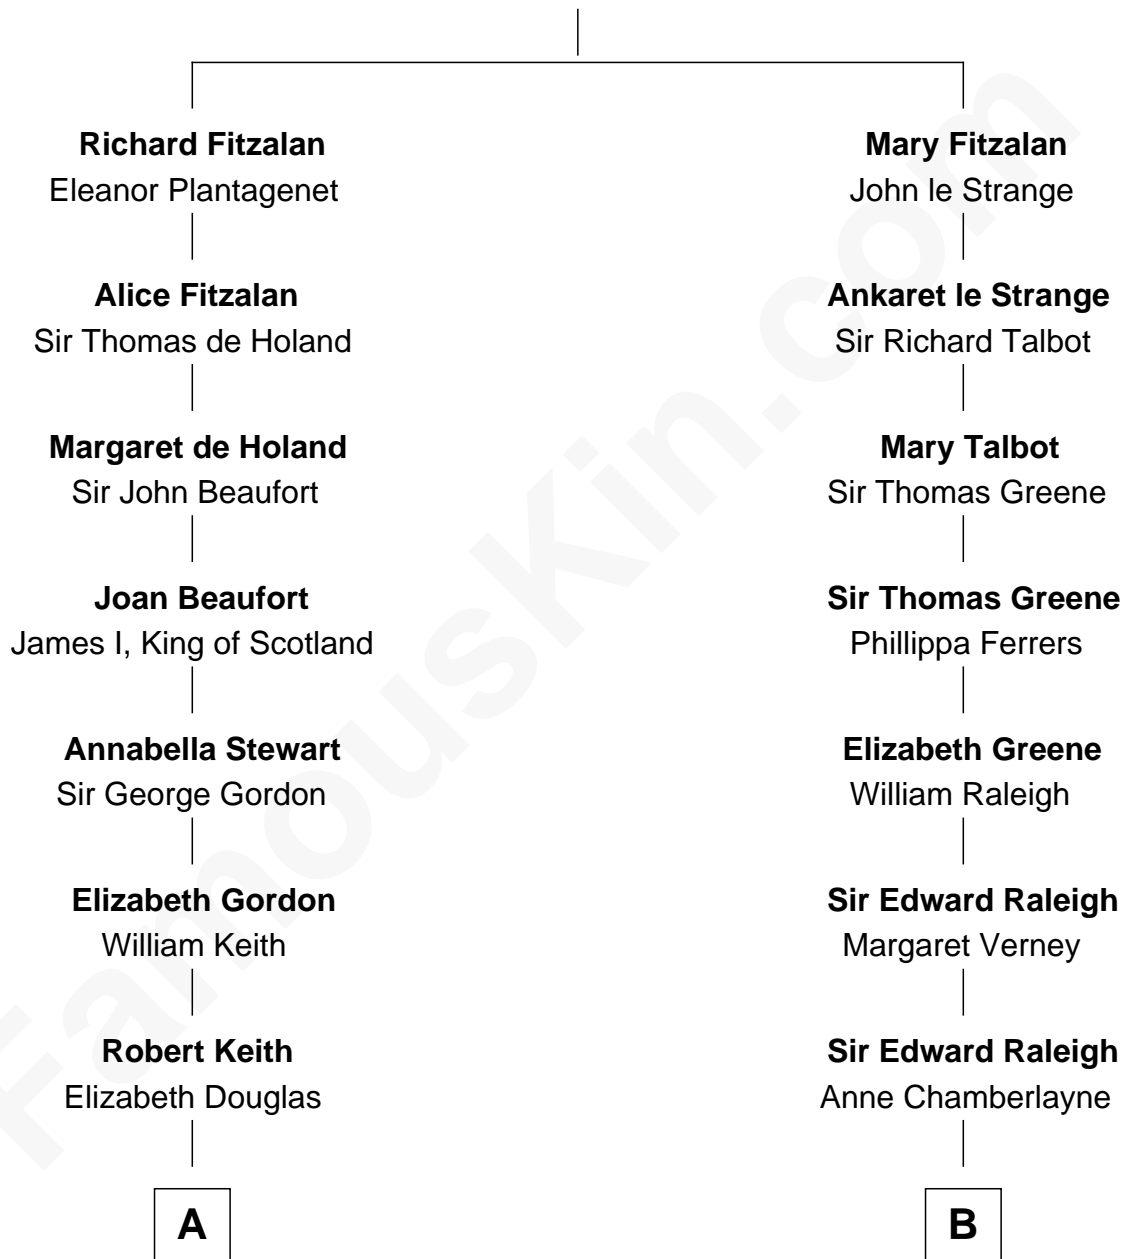 Richard Fitzalan
Eleanor Plantagenet
Alice Fitzalan
Sir Thomas de Holand
Margaret de Holand
Sir John Beaufort
Joan Beaufort
James I, King of Scotland
Annabella Stewart
Sir George Gordon
Elizabeth Gordon
William Keith
Robert Keith
Elizabeth Douglas
A
Mary Fitzalan
John le Strange
Ankaret le Strange
Sir Richard Talbot
Mary Talbot
Sir Thomas Greene
Sir Thomas Greene
Phillippa Ferrers
Elizabeth Greene
William Raleigh
Sir Edward Raleigh
Margaret Verney
Sir Edward Raleigh
Anne Chamberlayne
B
FamousKin.com